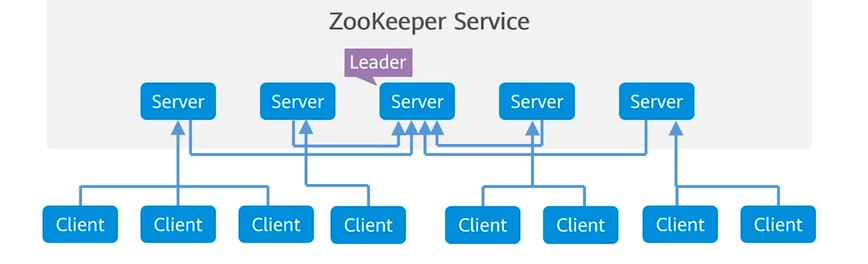 ZooKeeper Service
Leader
Server
Server
Server
Server
Server
Client
Client
Client
Client
Client
Client
Client
Client